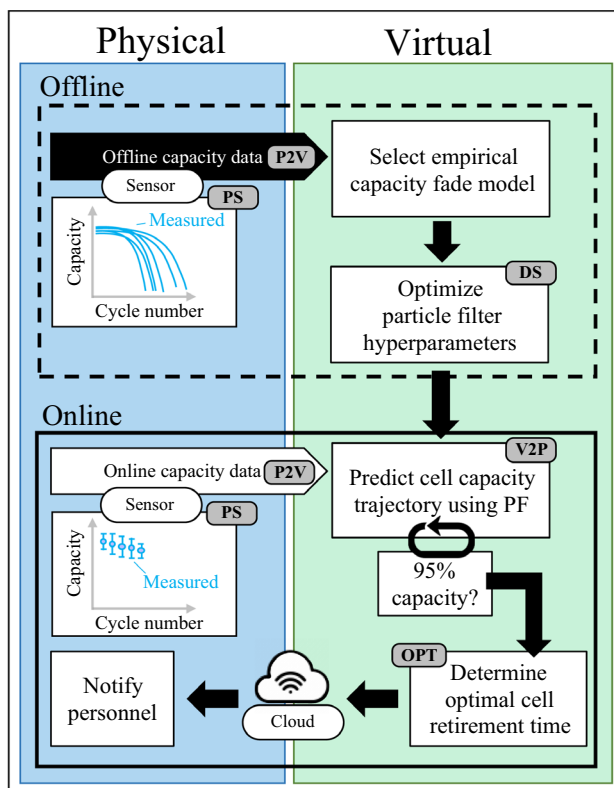 Physical
Virtual
Offline
Offline capacity data
P2V
Sensor
PS
Measured
Capacity
Cycle number
Select empirical
capacity fade model
DS
Optimize
particle filter
hyperparameters
Online
Online capacity data
P2V
Sensor
PS
Capacity
Measured
Cycle number
V2P
Predict cell capacity
trajectory using PF
95%
capacity?
OPT
Determine
optimal cell
retirement time
Cloud
Notify
personnel